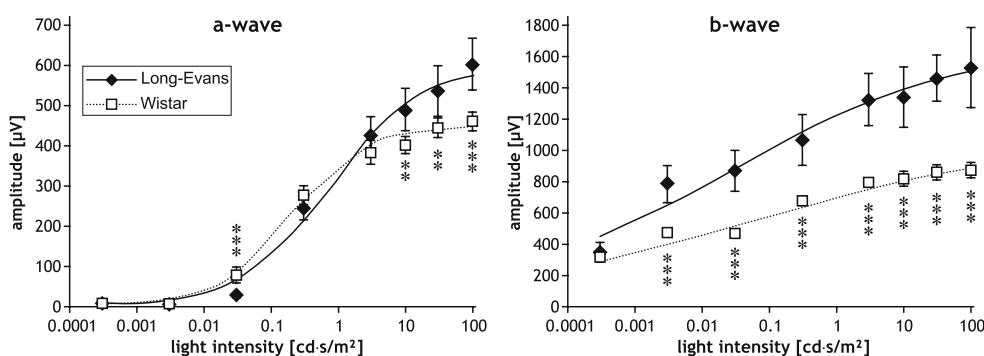 a-wave
700
600
500
400
300
200
100
0
amplitude [µV]
Long-Evans
Wistar
***
**
**
***
0.0001 0.001 0.01 0.1 1 10 100
light intensity [cd·s/m²]
b-wave
1800
1600
1400
1200
1000
800
600
400
200
0
amplitude [µV]
***
***
***
***
***
***
***
0.0001 0.001 0.01 0.1 1 10 100
light intensity [cd·s/m²]